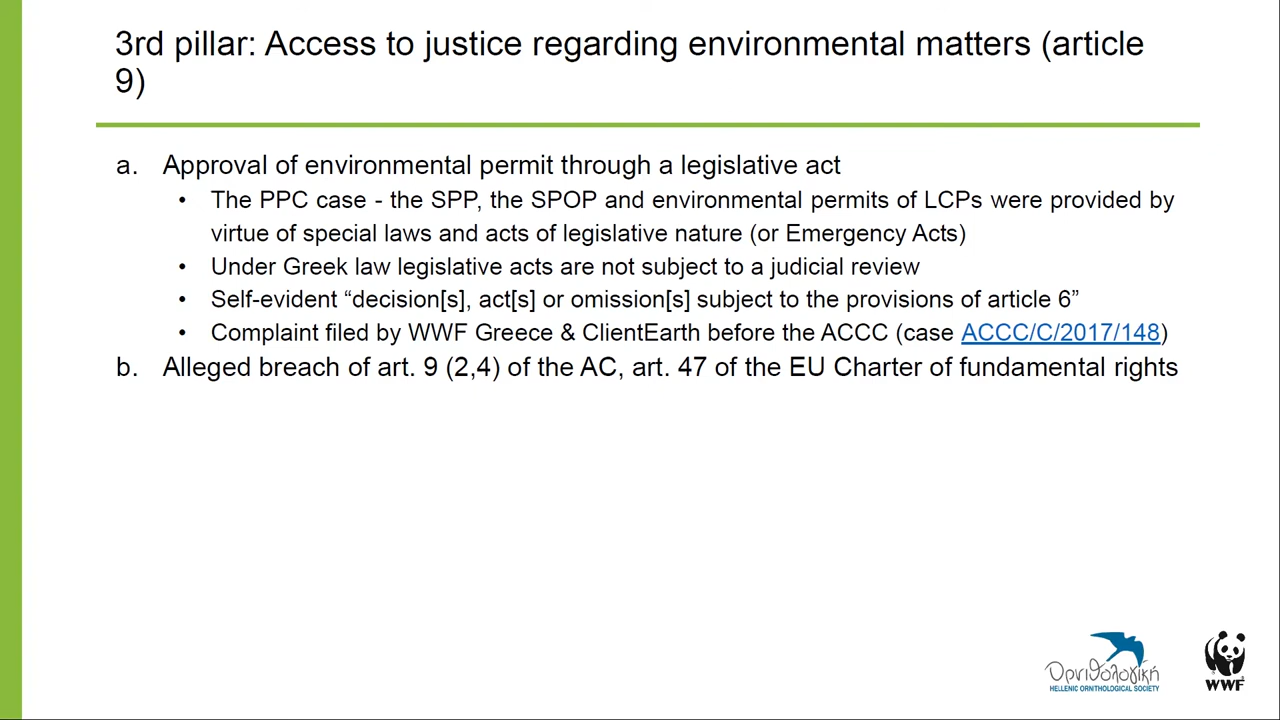 3rd pillar: Access to justice regarding environmental matters (article
9)
a. Approval of environmental permit through a legislative act
• The PPC case - the SPP, the SPOP and environmental permits of LCPs were provided by
virtue of special laws and acts of legislative nature (or Emergency Acts)
• Under Greek law legislative acts are not subject to a judicial review
• Self-evident “decision[s], act[s] or omission[s] subject to the provisions of article 6”
• Complaint filed by WWF Greece & ClientEarth before the ACCC (case ACCC/C/2017/148)
b. Alleged breach of art. 9 (2,4) of the AC, art. 47 of the EU Charter of fundamental rights
Ορνιθολογική
HELLENIC ORNITHOLOGICAL SOCIETY
WWF